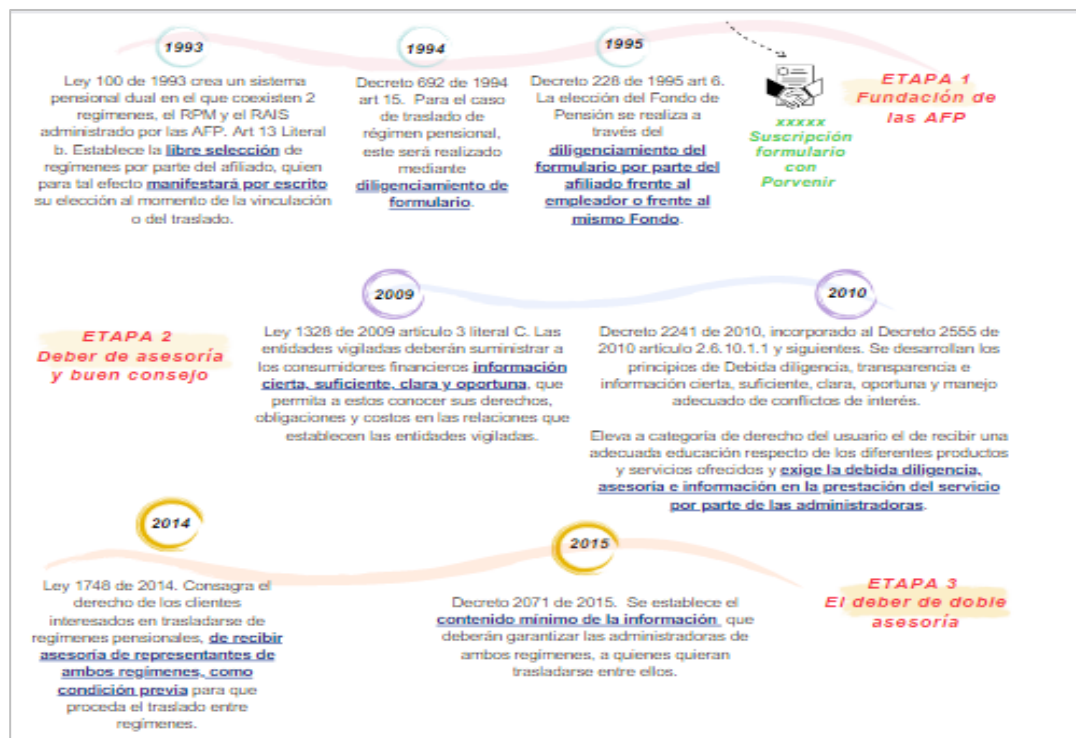 1993
Ley 100 de 1993 crea un sistema
pensional dual en el que coexisten 2
regímenes, el RPM y el RAIS
administrado por las AFP. Art 13 Literal
b. Establece la libre selección de
regímenes por parte del afiliado, quien
para tal efecto manifestará por escrito
su elección al momento de la vinculación
o del traslado.
1994
Decreto 692 de 1994
art 15. Para el caso
de traslado de
régimen pensional,
este será realizado
mediante
diligenciamiento de
formulario.
1995
Decreto 228 de 1995 art 6.
La elección del Fondo de
Pensión se realiza a
través del
diligenciamiento del
formulario por parte del
afiliado frente al
empleador o frente al
mismo Fondo.
xxxxx
Suscripción
formulario
con
Porvenir
ETAPA 1
Fundación de
las AFP
ETAPA 2
Deber de asesoría
y buen consejo
2009
Ley 1328 de 2009 artículo 3 literal C. Las
entidades vigiladas deberán suministrar a
los consumidores financieros información
cierta, suficiente, clara y oportuna, que
permita a estos conocer sus derechos,
obligaciones y costos en las relaciones que
establecen las entidades vigiladas.
2010
Decreto 2241 de 2010, incorporado al Decreto 2555 de
2010 artículo 2.6.10.1.1 y siguientes. Se desarrollan los
principios de Debida diligencia, transparencia e
información cierta, suficiente, clara, oportuna y manejo
adecuado de conflictos de interés.
Eleva a categoría de derecho del usuario el de recibir una
adecuada educación respecto de los diferentes productos
y servicios ofrecidos y exige la debida diligencia,
asesoría e información en la prestación del servicio
por parte de las administradoras.
2014
Ley 1748 de 2014. Consagra el
derecho de los clientes
interesados en trasladarse de
regímenes pensionales, de recibir
asesoría de representantes de
ambos regímenes, como
condición previa para que
proceda el traslado entre
regímenes.
2015
Decreto 2071 de 2015. Se establece el
contenido mínimo de la información que
deberán garantizar las administradoras de
ambos regímenes, a quienes quieran
trasladarse entre ellos.
ETAPA 3
El deber de doble
asesoría